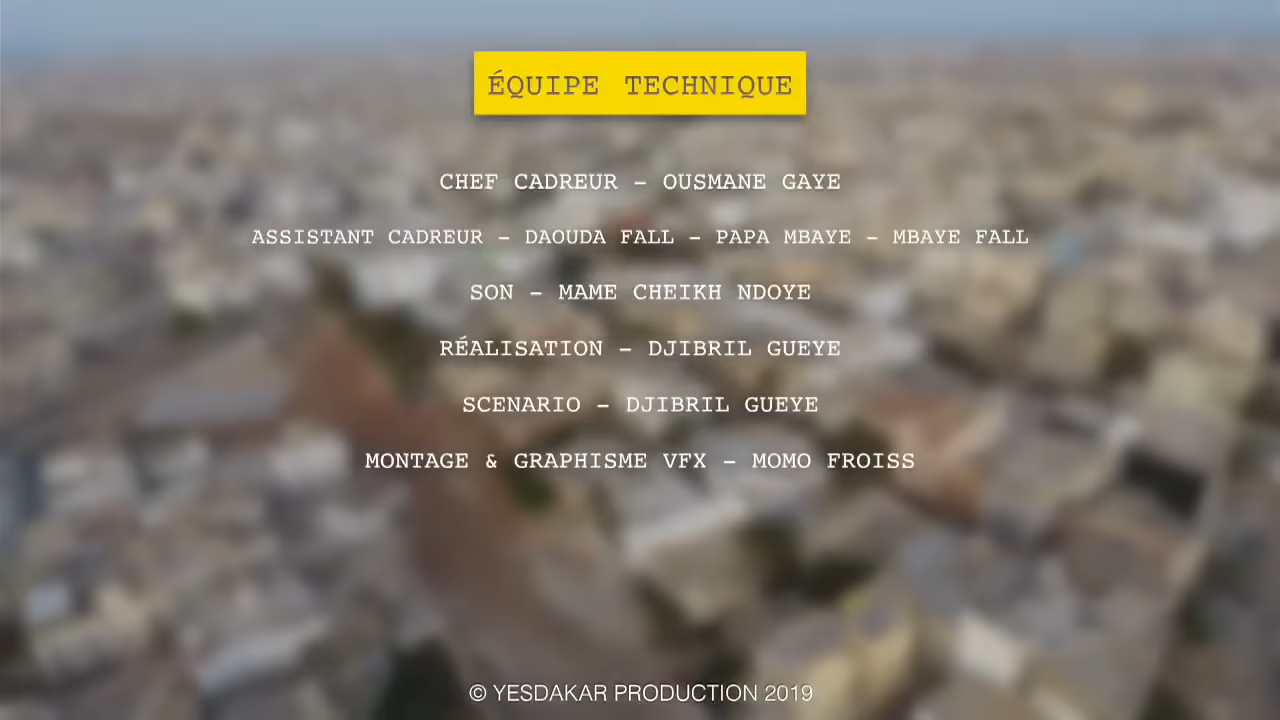 ÉQUIPE TECHNIQUE
CHEF CADREUR – OUSMANE GAYE
ASSISTANT CADREUR – DAOUDA FALL – PAPA MBAYE – MBAYE FALL
SON – MAME CHEIKH NDOYE
RÉALISATION – DJIBRIL GUEYE
SCENARIO – DJIBRIL GUEYE
MONTAGE & GRAPHISME VFX – MOMO FROISS
© YESDAKAR PRODUCTION 2019